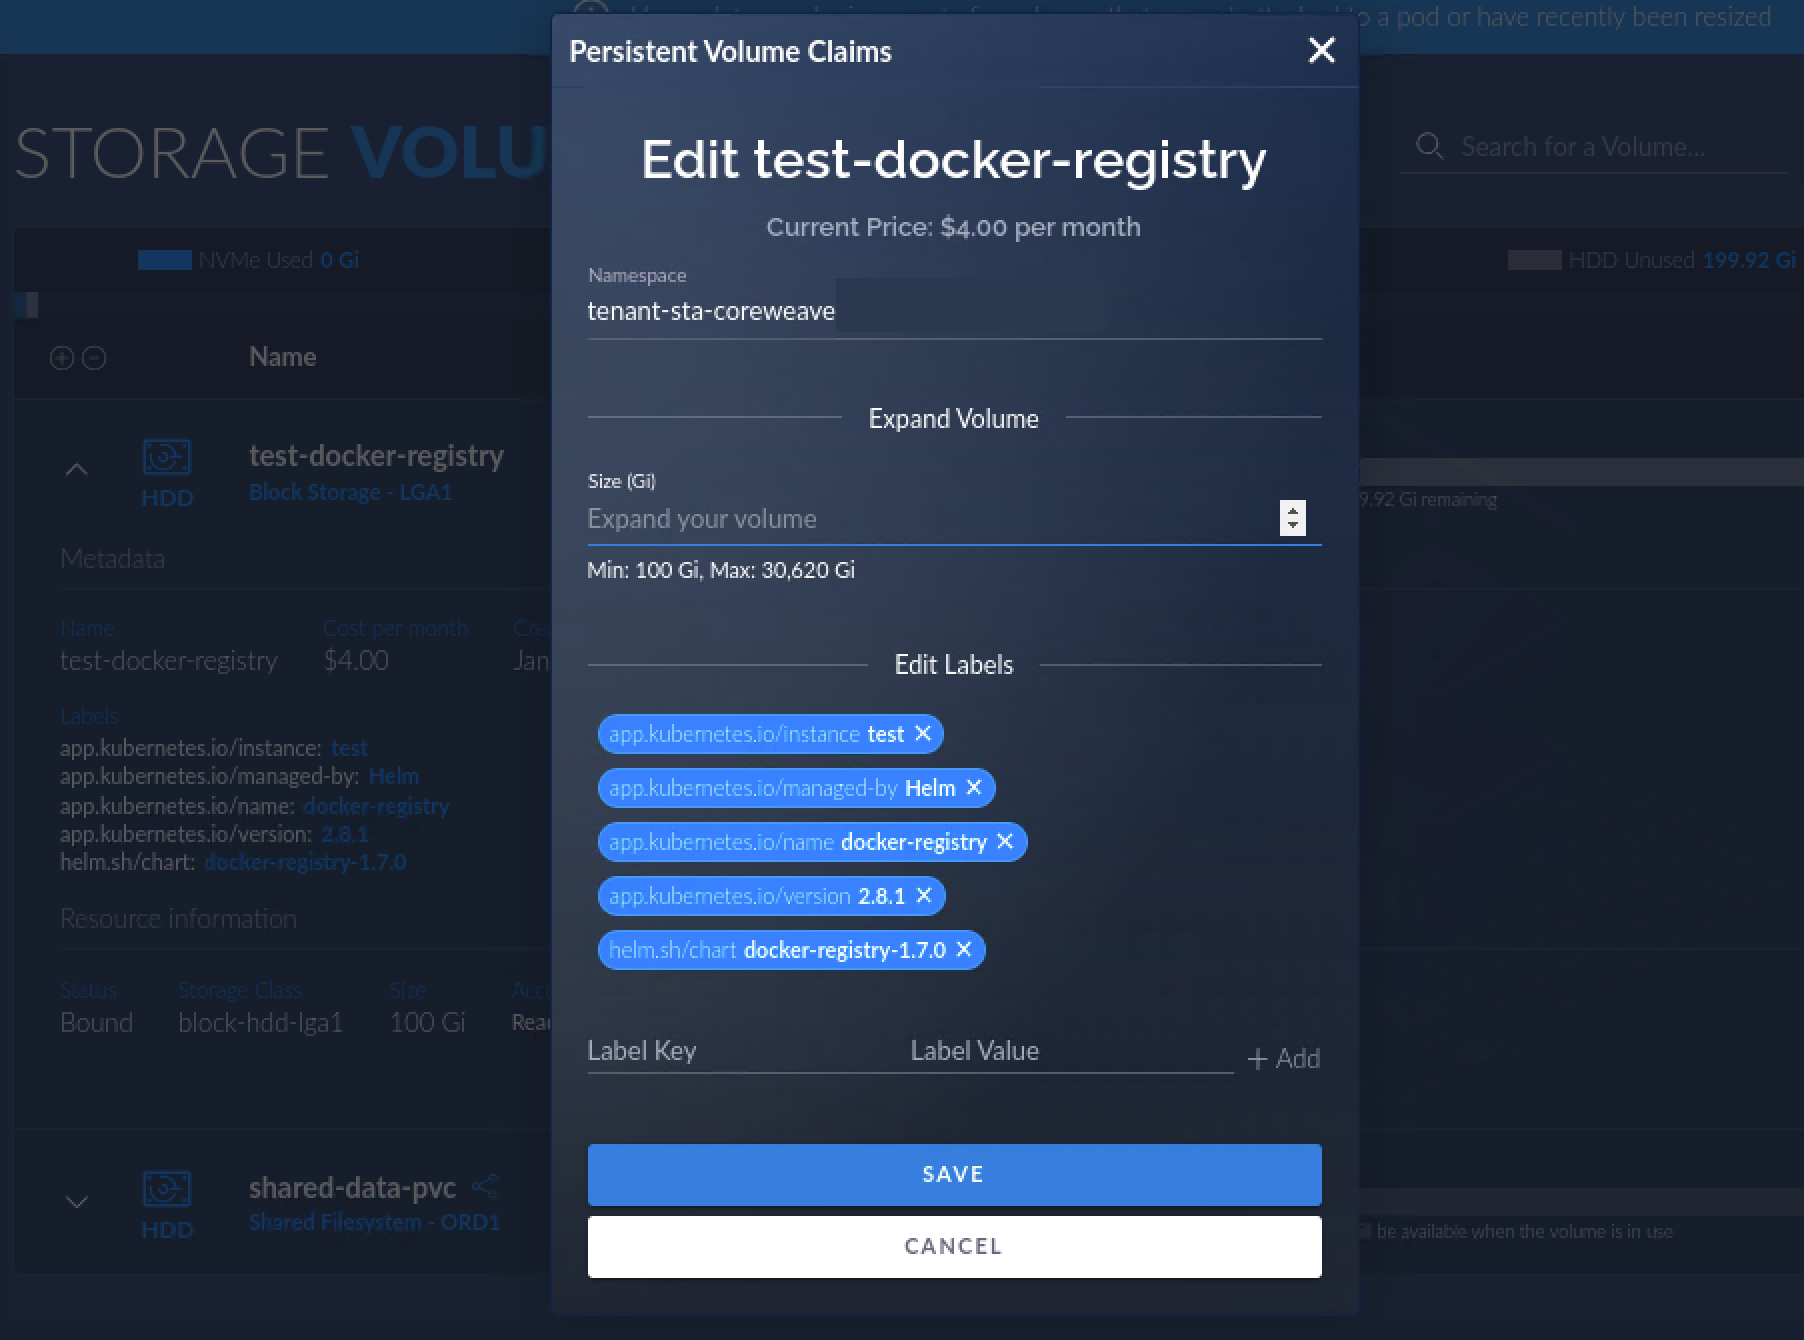 to a pod or have recently been resized
Persistent Volume Claims
STORAGE VOLU
Search for a Volume...
Edit test-docker-registry
Current Price: $4.00 per month
NVMe Used 0 Gi
HDD Unused 199.92 Gi
Namespace
tenant-sta-coreweave
Name
Expand Volume
test-docker-registry
Block Storage - LGA1
HDD
Size (Gi)
Expand your volume
9.92 Gi remaining
Min: 100 Gi, Max: 30,620 Gi
Metadata
Name
Cost per month
Cre
test-docker-registry
$4.00
Jan
Edit Labels
Labels
app.kubernetes.io/instance: test
app.kubernetes.io/managed-by: Helm
app.kubernetes.io/name: docker-registry
app.kubernetes.io/version: 2.8.1
helm.sh/chart: docker-registry-1.7.0
app.kubernetes.io/instance test
app.kubernetes.io/managed-by Helm
app.kubernetes.io/name docker-registry
app.kubernetes.io/version 2.8.1
helm.sh/chart docker-registry-1.7.0
Resource information
Status
Storage Class
Size
Acc
Bound
block-hdd-lga1
100 Gi
Rea
Label Key
Label Value
+ Add
SAVE
CANCEL
shared-data-pvc
Shared Filesystem - ORD1
HDD
be available when the volume is in use